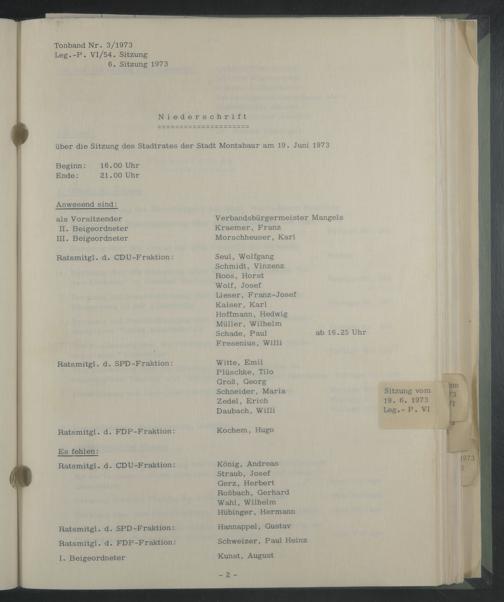 Tonband Nr. 3/1973
Leg.-P. VI/54. Sitzung
6. Sitzung 1973
Niederschrift
=====================
über die Sitzung des Stadtrates der Stadt Montabaur am 19. Juni 1973
Beginn: 16.00 Uhr
Ende: 21.00 Uhr
Anwesend sind:
als Vorsitzender Verbandsbürgermeister Mangels
II. Beigeordneter Kraemer, Franz
III. Beigeordneter Morschheuser, Karl
Ratsmitgl. d. CDU-Fraktion: Seul, Wolfgang
Schmidt, Vinzenz
Roos, Horst
Wolf, Josef
Lieser, Franz-Josef
Kaiser, Karl
Hoffmann, Hedwig
Müller, Wilhelm
Schade, Paul ab 16.25 Uhr
Fresenius, Willi
Ratsmitgl. d. SPD-Fraktion: Witte, Emil
Plüschke, Tilo
Groß, Georg
Schneider, Maria
Zedel, Erich
Daubach, Willi
Ratsmitgl. d. FDP-Fraktion: Kochem, Hugo
Es fehlen:
Ratsmitgl. d. CDU-Fraktion: König, Andreas
Straub, Josef
Gerz, Herbert
Roßbach, Gerhard
Wahl, Wilhelm
Hübinger, Hermann
Ratsmitgl. d. SPD-Fraktion: Hannappel, Gustav
Ratsmitgl. d. FDP-Fraktion: Schweizer, Paul Heinz
I. Beigeordneter Kunst, August
- 2 -
Sitzung vom
19. 6. 1973
Leg.- P. VI
1973